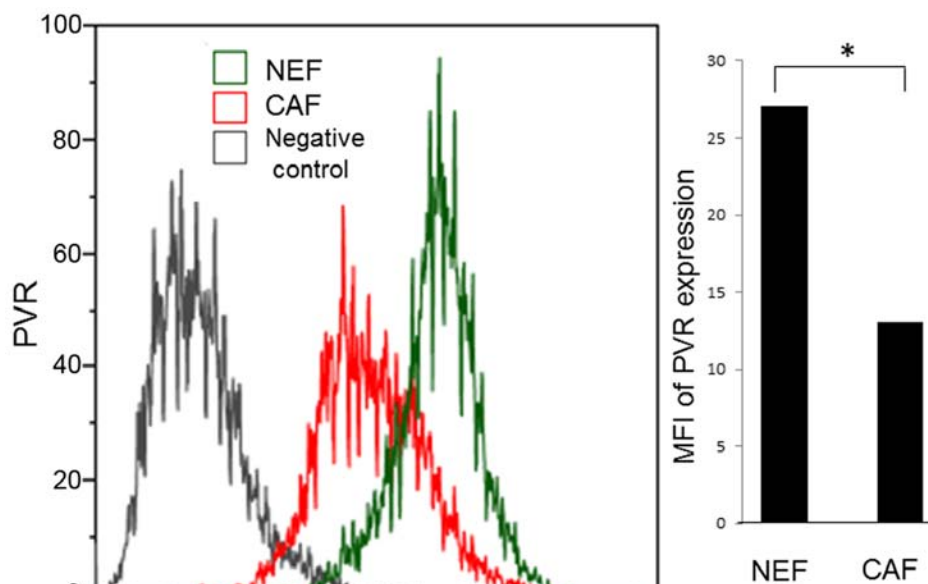 100
80
60
40
20
PVR
NEF
CAF
Negative
control
*
30
25
20
15
10
5
0
MFI of PVR expression
NEF CAF